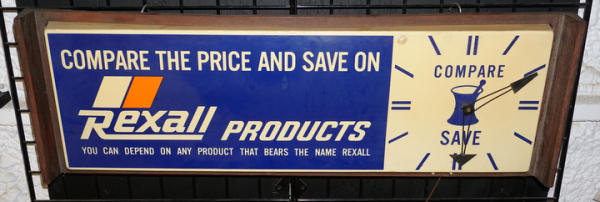 COMPARE THE PRICE AND SAVE ON
Rexall PRODUCTS
YOU CAN DEPEND ON ANY PRODUCT THAT BEARS THE NAME REXALL
COMPARE
SAVE